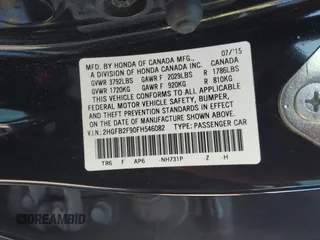 MFD. BY HONDA OF CANADA MFG., 07/15
A DIVISION OF HONDA CANADA INC. CANADA
GVWR 3792LBS GAWR F 2029LBS R 1786LBS
GVWR 1720KG GAWR F 920KG R 810KG
THIS VEHICLE CONFORMS TO ALL APPLICABLE
FEDERAL MOTOR VEHICLE SAFETY, BUMPER,
AND THEFT PREVENTION STANDARDS IN EFFECT
ON THE DATE OF MANUFACTURE SHOWN ABOVE.
V.I.N.: 2HGFB2F90FH546082 TYPE: PASSENGER CAR
TR6 F AP6 NH731P Z -H
DREAMBID